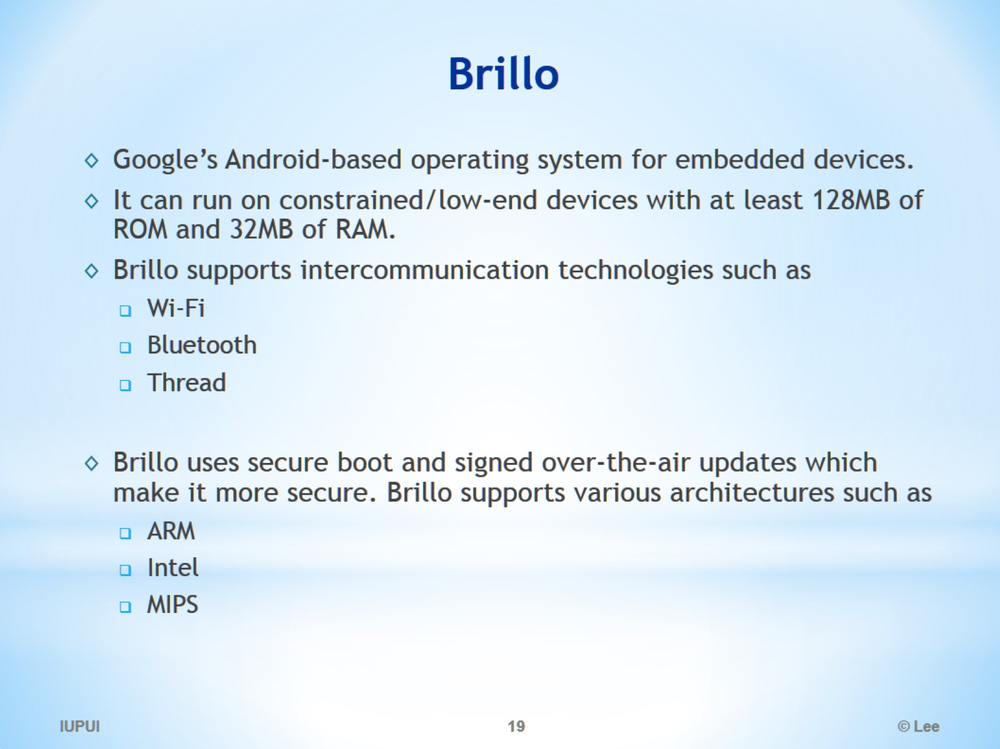 Brillo
◇ Google’s Android-based operating system for embedded devices.
◇ It can run on constrained/low-end devices with at least 128MB of
ROM and 32MB of RAM.
◇ Brillo supports intercommunication technologies such as
❑ Wi-Fi
❑ Bluetooth
❑ Thread
◇ Brillo uses secure boot and signed over-the-air updates which
make it more secure. Brillo supports various architectures such as
❑ ARM
❑ Intel
❑ MIPS
IUPUI 19 © Lee